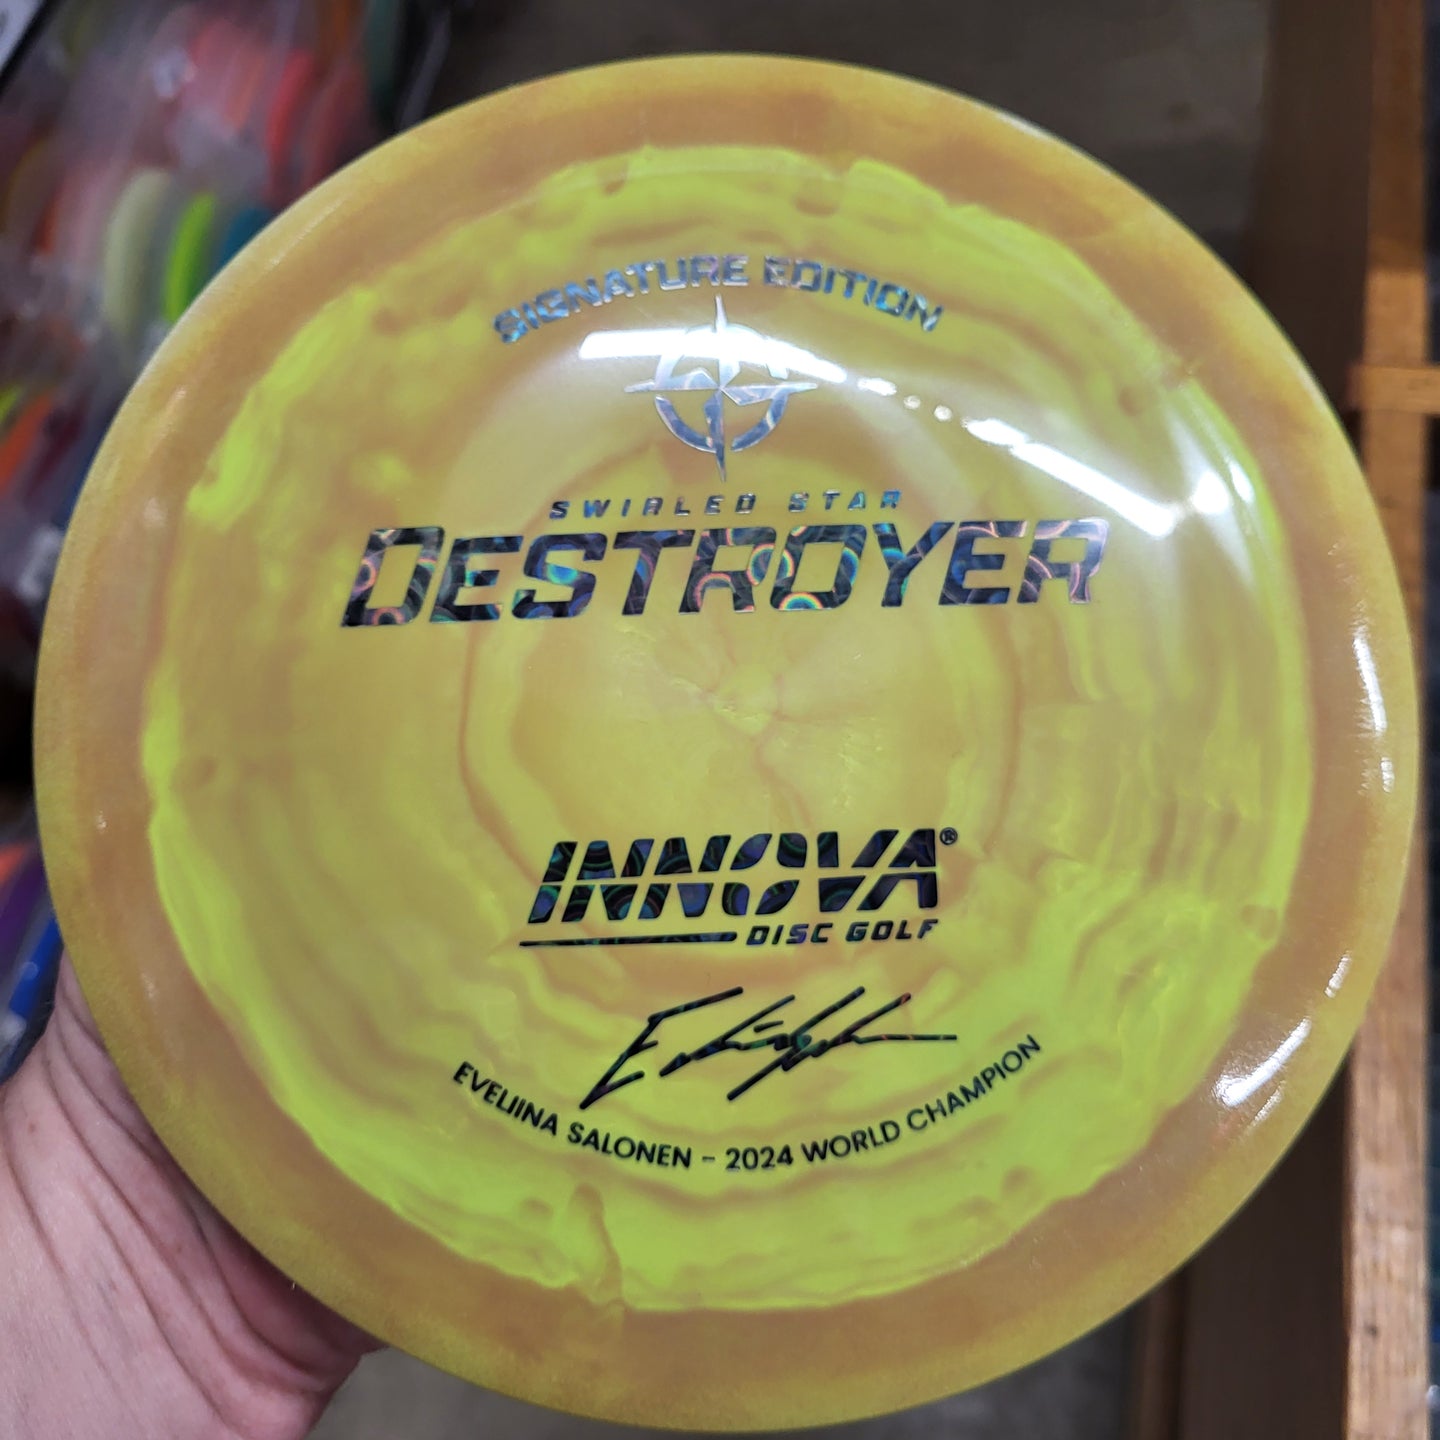 SIGNATURE EDITION
SWIRLED STAR
DESTROYER
INNOVA®
DISC GOLF
EVELIINA SALONEN - 2024 WORLD CHAMPION